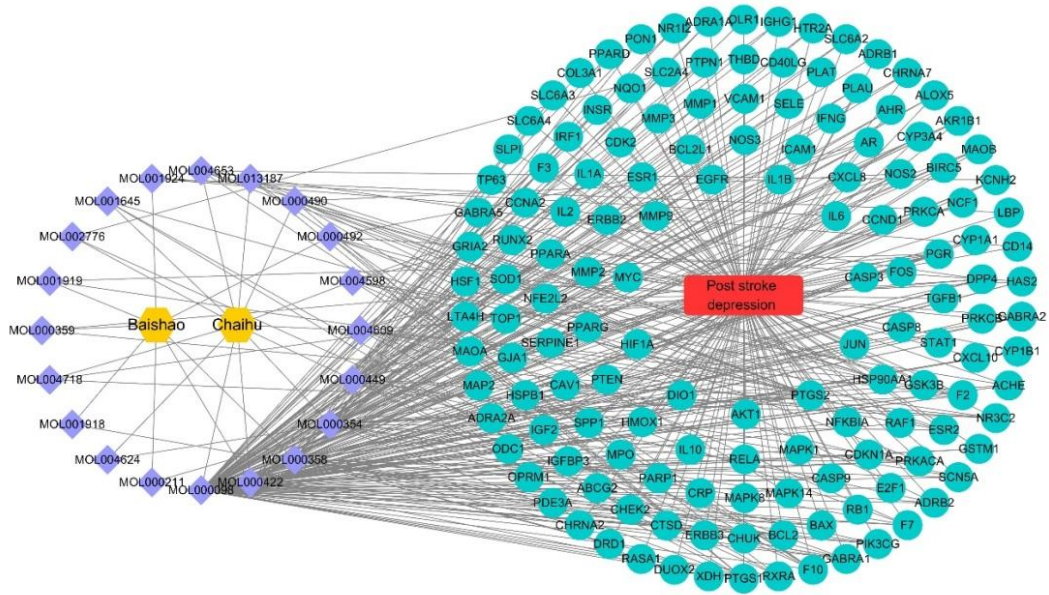 MOL004653
MOL001924
MOL013187
MOL001645
MOL000490
MOL002776
MOL000492
MOL001919
MOL004598
MOL000359
MOL004609
MOL004718
MOL000449
MOL001918
MOL000354
MOL004624
MOL000358
MOL000211
MOL000422
MOL000098
Baishao
Chaihu
Post stroke
depression
ADRA1A
OLR1
IGHG1
HTR2A
NR1I2
SLC6A2
PON1
ADRB1
PPARD
SLC2A4
PTPN1
THBD
CD40LG
PLAT
CHRNA7
COL3A1
NQO1
PLAU
ALOX5
SLC6A3
INSR
MMP3
MMP1
VCAM1
SELE
IFNG
AHR
AKR1B1
SLC6A4
IRF1
CDK2
BCL2L1
NOS3
ICAM1
AR
CYP3A4
MAOB
SLPI
F3
IL1A
ESR1
EGFR
IL1B
CXCL8
NOS2
BIRC5
KCNH2
TP63
CCNA2
IL2
ERBB2
MMP9
IL6
CCND1
PRKCA
NCF1
LBP
GABRA5
GRIA2
RUNX2
PPARA
MMP2
MYC
CASP3
FOS
PGR
CYP1A1
CD14
HSF1
SOD1
NFE2L2
DPP4
HAS2
LTA4H
TOP1
SERPINE1
PPARG
HIF1A
TGFB1
PRKCB
GABRA2
MAOA
GJA1
JUN
CASP8
STAT1
CXCL10
CYP1B1
MAP2
HSPB1
CAV1
PTEN
DIO1
PTGS2
HSP90AA1
GSK3B
F2
ACHE
ADRA2A
IGF2
SPP1
HMOX1
AKT1
NFKBIA
RAF1
ESR2
NR3C2
ODC1
IGFBP3
MPO
IL10
RELA
MAPK1
CDKN1A
PRKACA
GSTM1
OPRM1
ABCG2
PARP1
CRP
MAPK8
MAPK14
CASP9
E2F1
SCN5A
PDE3A
CHEK2
RB1
ADRB2
CHRNA2
CTSD
ERBB3
CHUK
BCL2
BAX
F7
DRD1
PIK3CG
RASA1
GABRA1
DUOX2
XDH
PTGS1
RXRA
F10